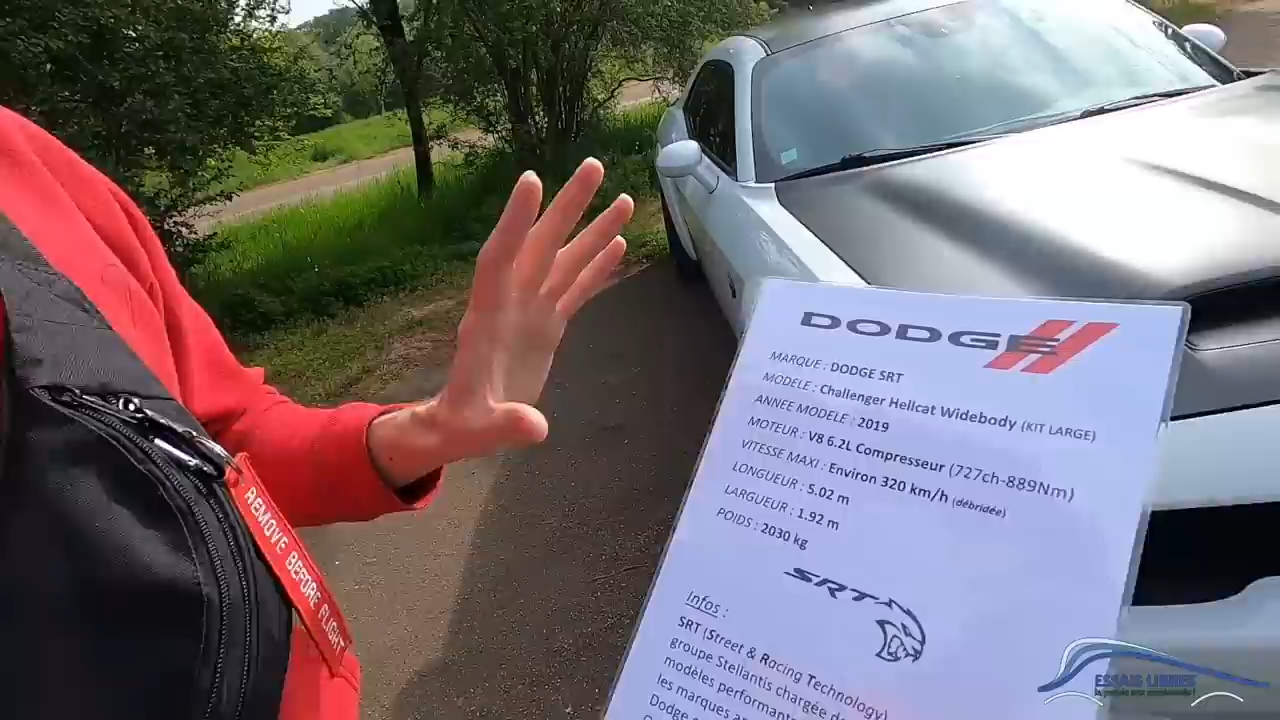 DODGE
MARQUE : DODGE SRT
MODELE : Challenger Hellcat Widebody (KIT LARGE)
ANNEE MODELE : 2019
MOTEUR : V8 6.2L Compresseur (727ch-889Nm)
VITESSE MAXI : Environ 320 km/h (débridée)
LONGUEUR : 5.02 m
LARGUEUR : 1.92 m
POIDS : 2030 kg
SRT
Infos :
SRT (Street & Racing Technology)
groupe Stellantis chargée de
modèles performants
les marques
Dodge
REMOVE BEFORE FLIGHT
ESSAIS LIBRES